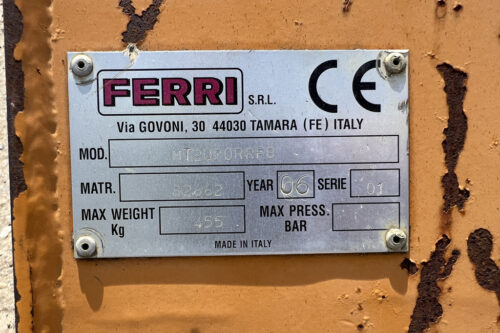 FERRI S.R.L. CE
Via GOVONI, 30 44030 TAMARA (FE) ITALY
MOD.
MATR. 82662 YEAR 06 SERIE 01
MAX WEIGHT Kg 455 MAX PRESS. BAR
MADE IN ITALY